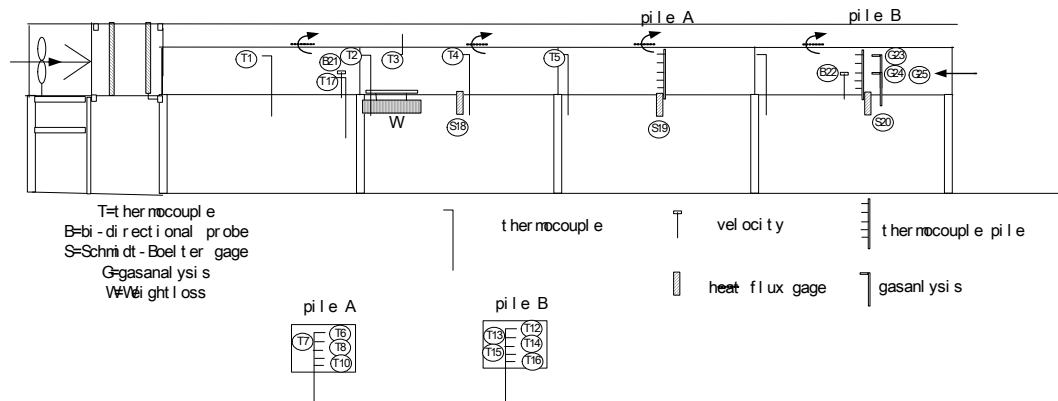 pile A
pile B
T1
B21
T17
T2
T3
T4
T5
B22
G23
G24
G25
W
S18
S19
S20
T=thermocouple
B=bi-directional probe
S=Schmidt-Boelter gage
G=gasanalysis
W=Weight loss
thermocouple
velocity
thermocouple pile
heat flux gage
gasanlysis
pile A
T7
T6
T8
T10
pile B
T13
T12
T14
T15
T16